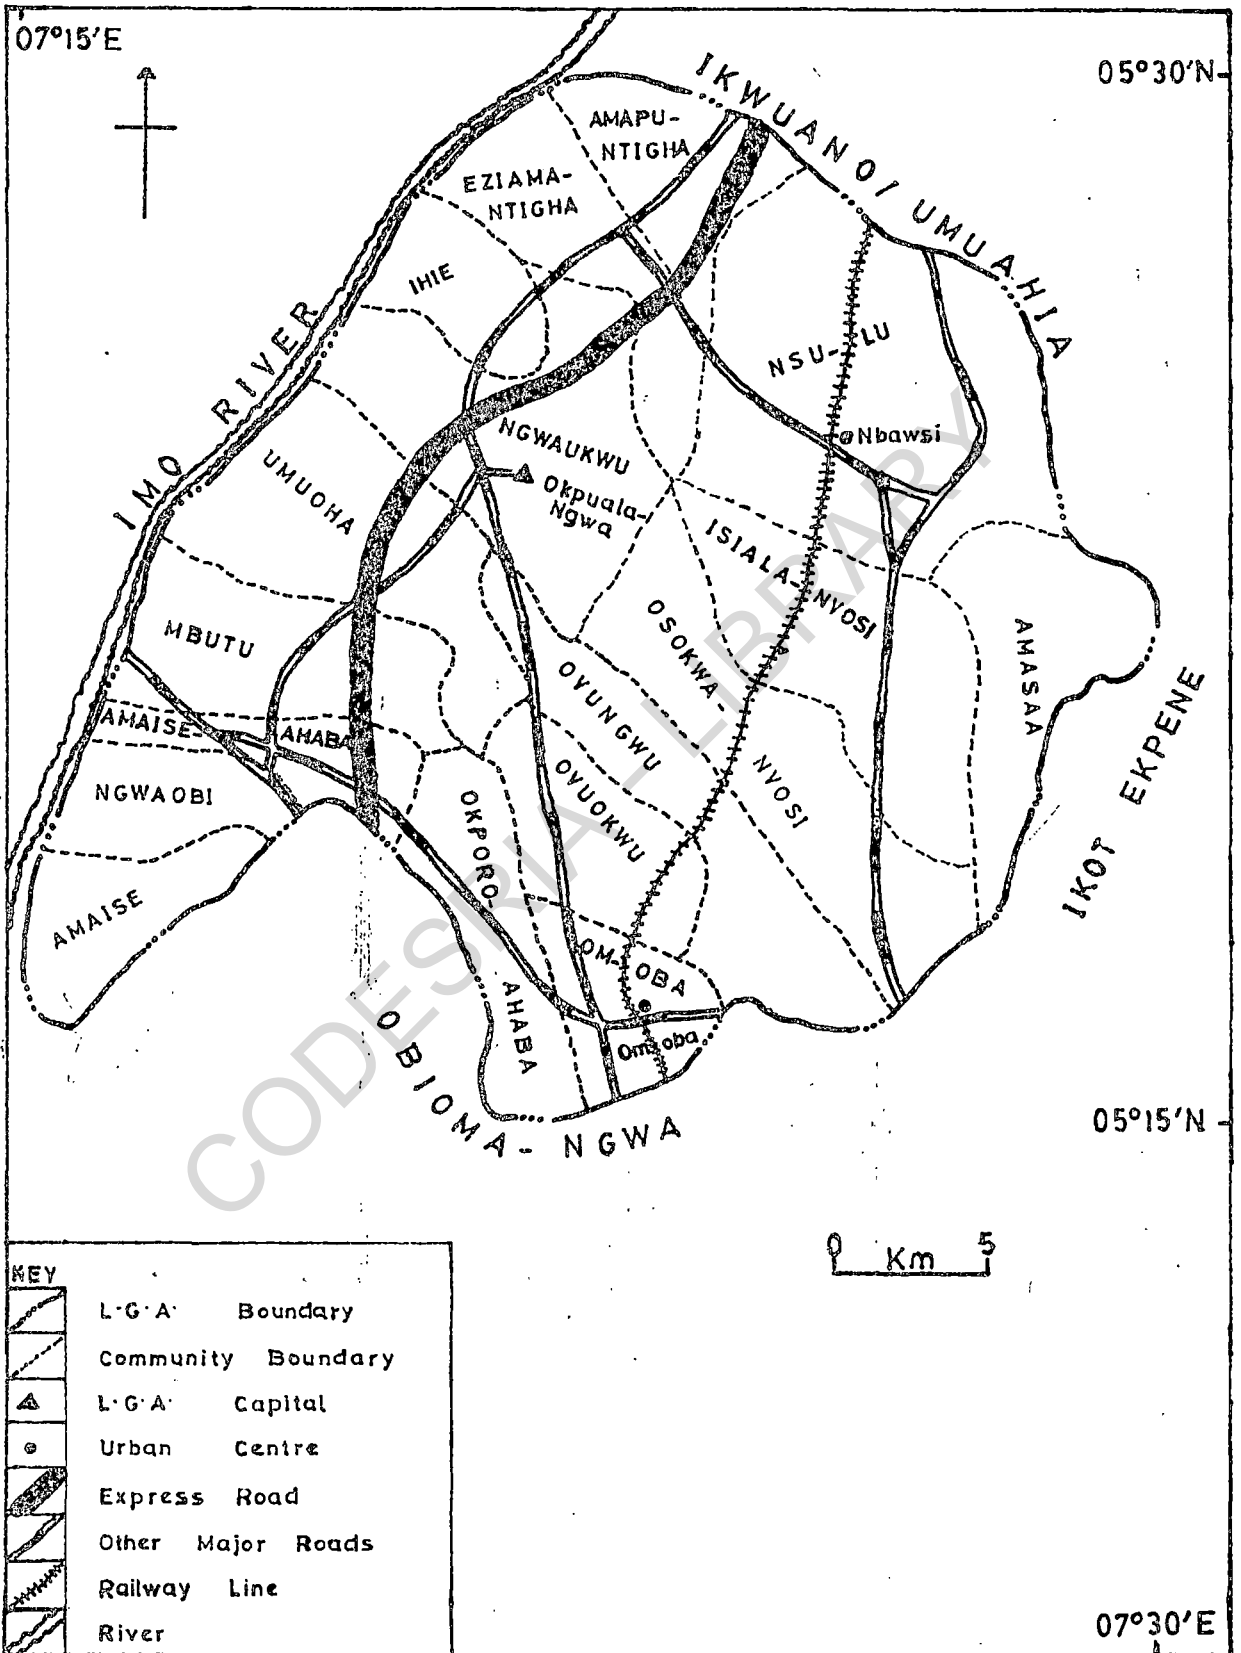 07°15'E
05°30'N
IKWUANO/ UMUAHIA
AMAPU-
NTIGHA
EZIAMA-
NTIGHA
IHIE
IMO RIVER
NSU-LU
Nbawsi
NGWAUKWU
Okpuala-
Ngwa
UMUOHA
ISIALA-NVOSI
OSOKWA-
NVOSI
AMASAA
MBUTU
OVUNGWU
IKOT EKPENE
AMAISE-
AHABA
OVUOKWU
NGWAOBI
OKPORO-
AHABA
AMAISE
OM-OBA
Omooba
OBIOMA-NGWA
05°15'N
0 Km 5
KEY
L.G.A. Boundary
Community Boundary
L.G.A. Capital
Urban Centre
Express Road
Other Major Roads
Railway Line
River
07°30'E
CODESRIA-LIBRARY